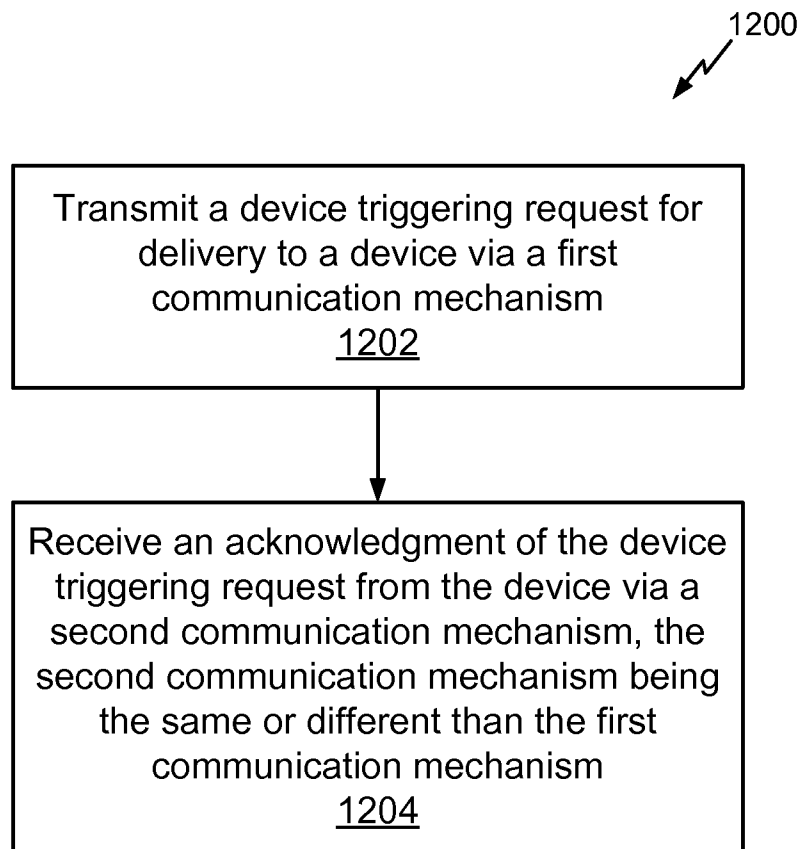 1200
Transmit a device triggering request for
delivery to a device via a first
communication mechanism
1202
Receive an acknowledgment of the device
triggering request from the device via a
second communication mechanism, the
second communication mechanism being
the same or different than the first
communication mechanism
1204